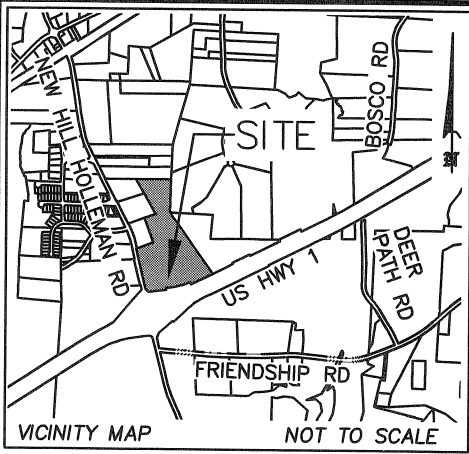 NEW HILL HOLLEMAN RD
SITE
BOSCO RD
US HWY 1
DEER
PATH RD
FRIENDSHIP RD
VICINITY MAP
NOT TO SCALE